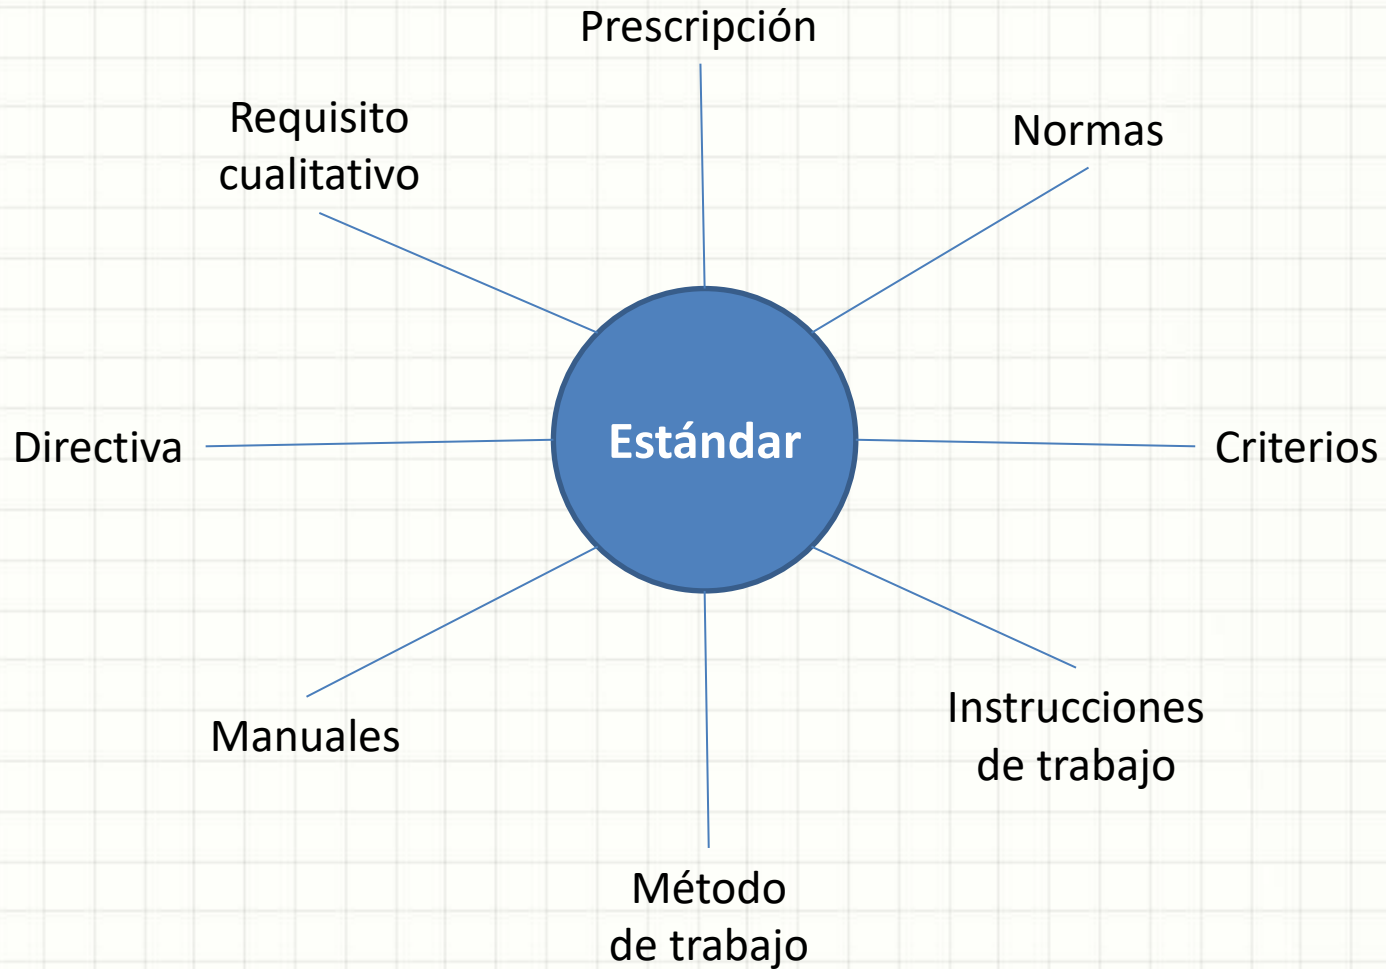 Prescripción
Requisito
cualitativo
Normas
Directiva
Estándar
Criterios
Manuales
Instrucciones
de trabajo
Método
de trabajo